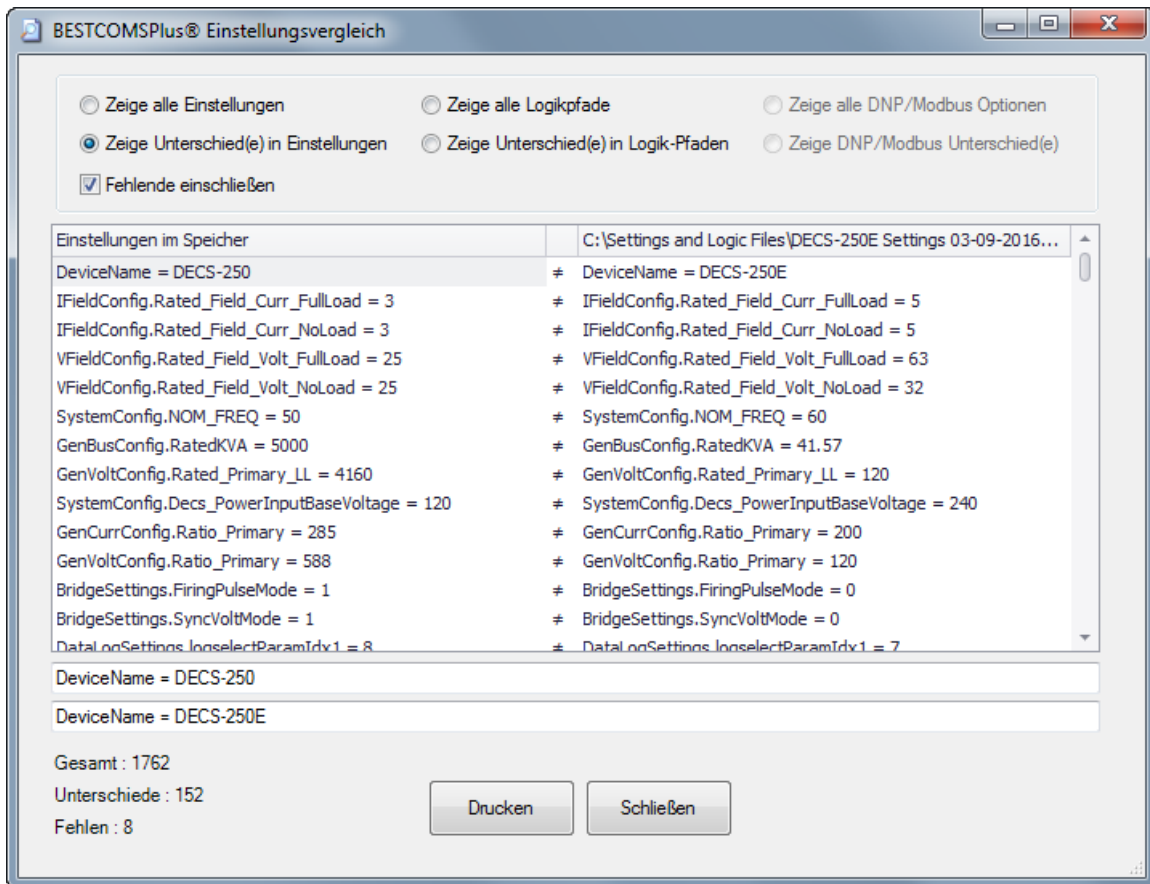 BESTCOMSPlus® Einstellungsvergleich
Zeige alle Einstellungen Zeige alle Logikpfade Zeige alle DNP/Modbus Optionen
Zeige Unterschied(e) in Einstellungen Zeige Unterschied(e) in Logik-Pfaden Zeige DNP/Modbus Unterschied(e)
Fehlende einschließen
Einstellungen im Speicher C:\Settings and Logic Files\DECS-250E Settings 03-09-2016...
DeviceName = DECS-250 ≠ DeviceName = DECS-250E
IFieldConfig.Rated_Field_Curr_FullLoad = 3 ≠ IFieldConfig.Rated_Field_Curr_FullLoad = 5
IFieldConfig.Rated_Field_Curr_NoLoad = 3 ≠ IFieldConfig.Rated_Field_Curr_NoLoad = 5
VFieldConfig.Rated_Field_Volt_FullLoad = 25 ≠ VFieldConfig.Rated_Field_Volt_FullLoad = 63
VFieldConfig.Rated_Field_Volt_NoLoad = 25 ≠ VFieldConfig.Rated_Field_Volt_NoLoad = 32
SystemConfig.NOM_FREQ = 50 ≠ SystemConfig.NOM_FREQ = 60
GenBusConfig.RatedKVA = 5000 ≠ GenBusConfig.RatedKVA = 41.57
GenVoltConfig.Rated_Primary_LL = 4160 ≠ GenVoltConfig.Rated_Primary_LL = 120
SystemConfig.Decs_PowerInputBaseVoltage = 120 ≠ SystemConfig.Decs_PowerInputBaseVoltage = 240
GenCurrConfig.Ratio_Primary = 285 ≠ GenCurrConfig.Ratio_Primary = 200
GenVoltConfig.Ratio_Primary = 588 ≠ GenVoltConfig.Ratio_Primary = 120
BridgeSettings.FiringPulseMode = 1 ≠ BridgeSettings.FiringPulseMode = 0
BridgeSettings.SyncVoltMode = 1 ≠ BridgeSettings.SyncVoltMode = 0
DataLogSettings.logselectParamIdx1 = 8 ≠ DataLogSettings.logselectParamIdx1 = 7
DeviceName = DECS-250
DeviceName = DECS-250E
Gesamt : 1762
Unterschiede : 152
Fehlen : 8
Drucken Schließen